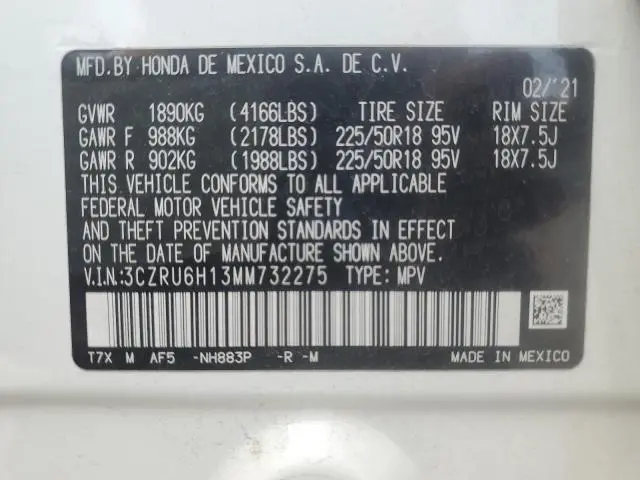 MFD.BY HONDA DE MEXICO S.A. DE C.V.
02/'21
GVWR 1890KG (4166LBS) TIRE SIZE RIM SIZE
GAWR F 988KG (2178LBS) 225/50R18 95V 18X7.5J
GAWR R 902KG (1988LBS) 225/50R18 95V 18X7.5J
THIS VEHICLE CONFORMS TO ALL APPLICABLE
FEDERAL MOTOR VEHICLE SAFETY
AND THEFT PREVENTION STANDARDS IN EFFECT
ON THE DATE OF MANUFACTURE SHOWN ABOVE.
V.I.N.:3CZRU6H13MM732275 TYPE: MPV
T7X M AF5 -NH883P -R -M MADE IN MEXICO